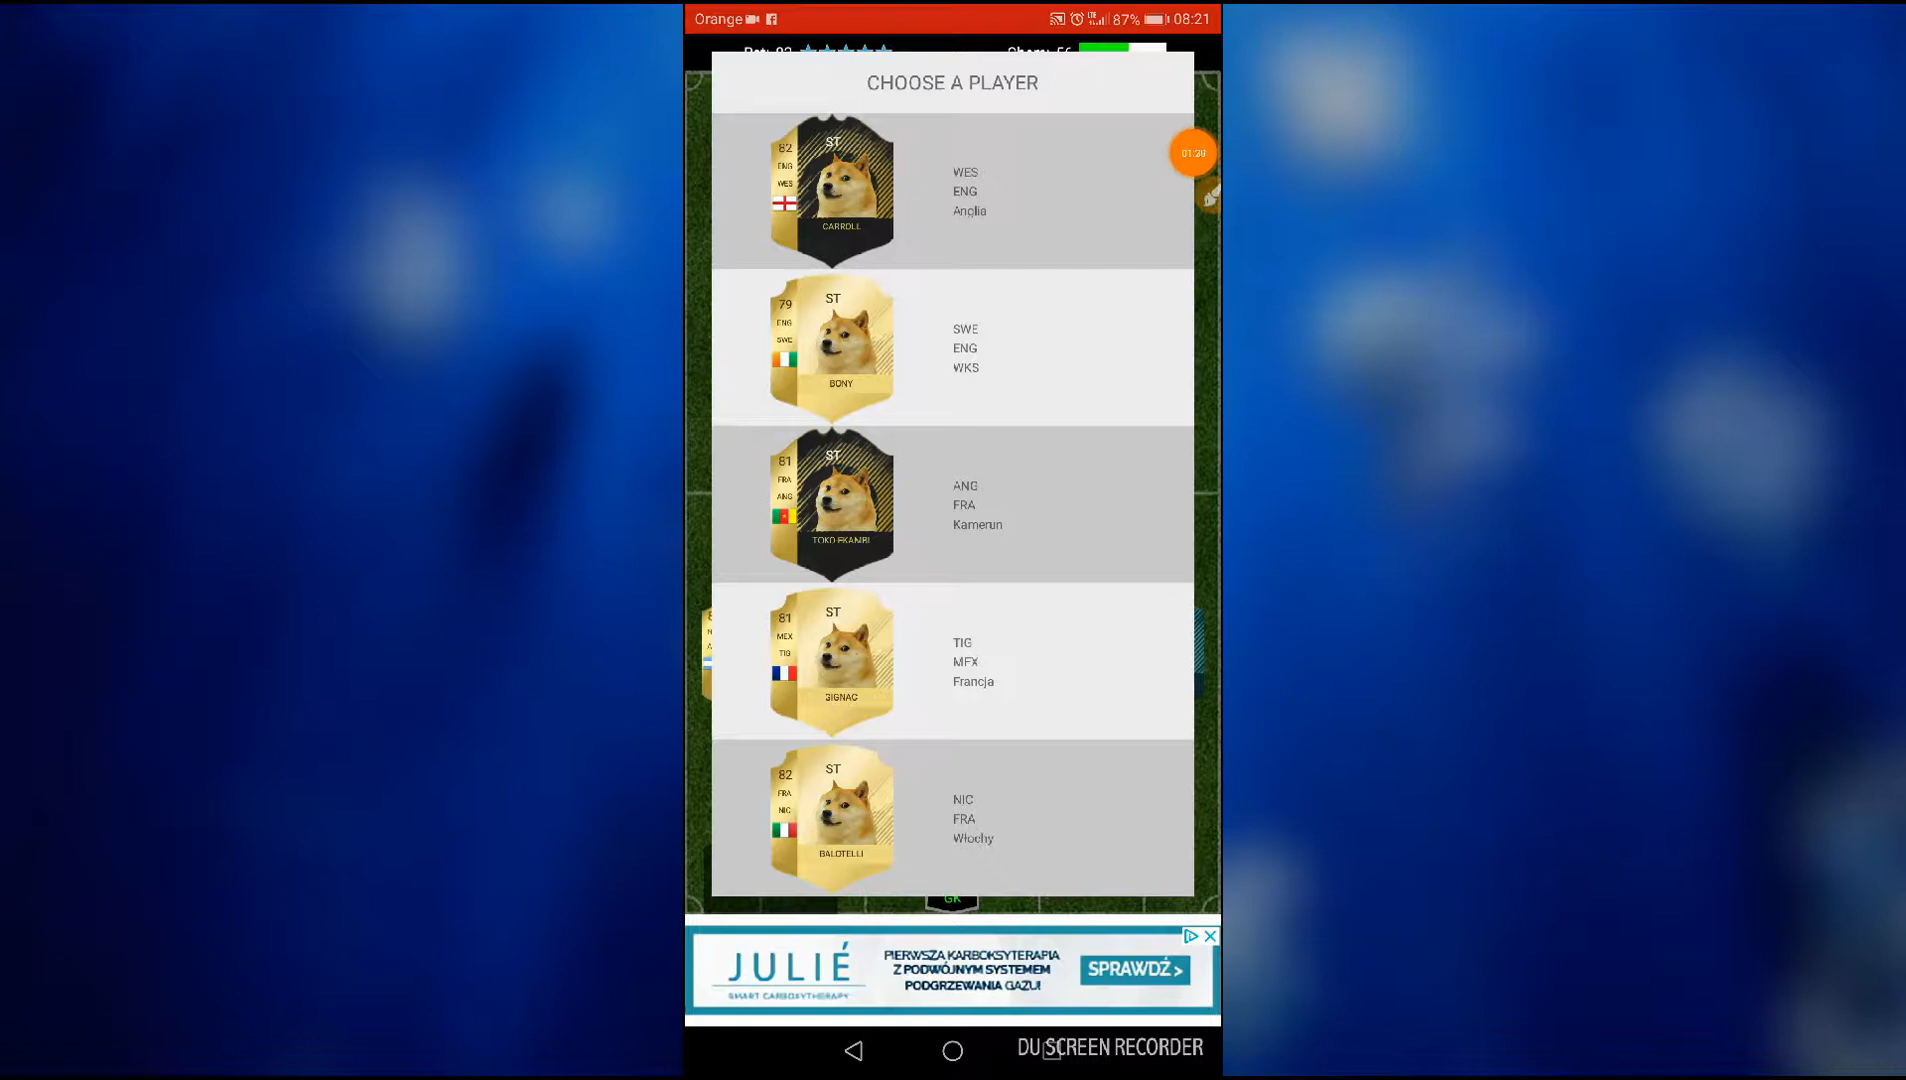 Orange 87% 08:21
CHOOSE A PLAYER
82
ST
ENG
WES
CARROLL
WES
ENG
Anglia
01:20
79
ST
ENG
SWE
BONY
SWE
ENG
WKS
81
ST
FRA
ANG
TOKO EKAMBI
ANG
FRA
Kamerun
81
ST
MEX
TIG
GIGNAC
TIG
MEX
Francja
82
ST
FRA
NIC
BALOTELLI
NIC
FRA
Włochy
GK
JULIÉ
SMART CARBOXYTHERAPY
PIERWSZA KARBOKSYTERAPIA
Z PODWÓJNYM SYSTEMEM
PODGRZEWANIA GAZU!
SPRAWDŹ >
DU SCREEN RECORDER